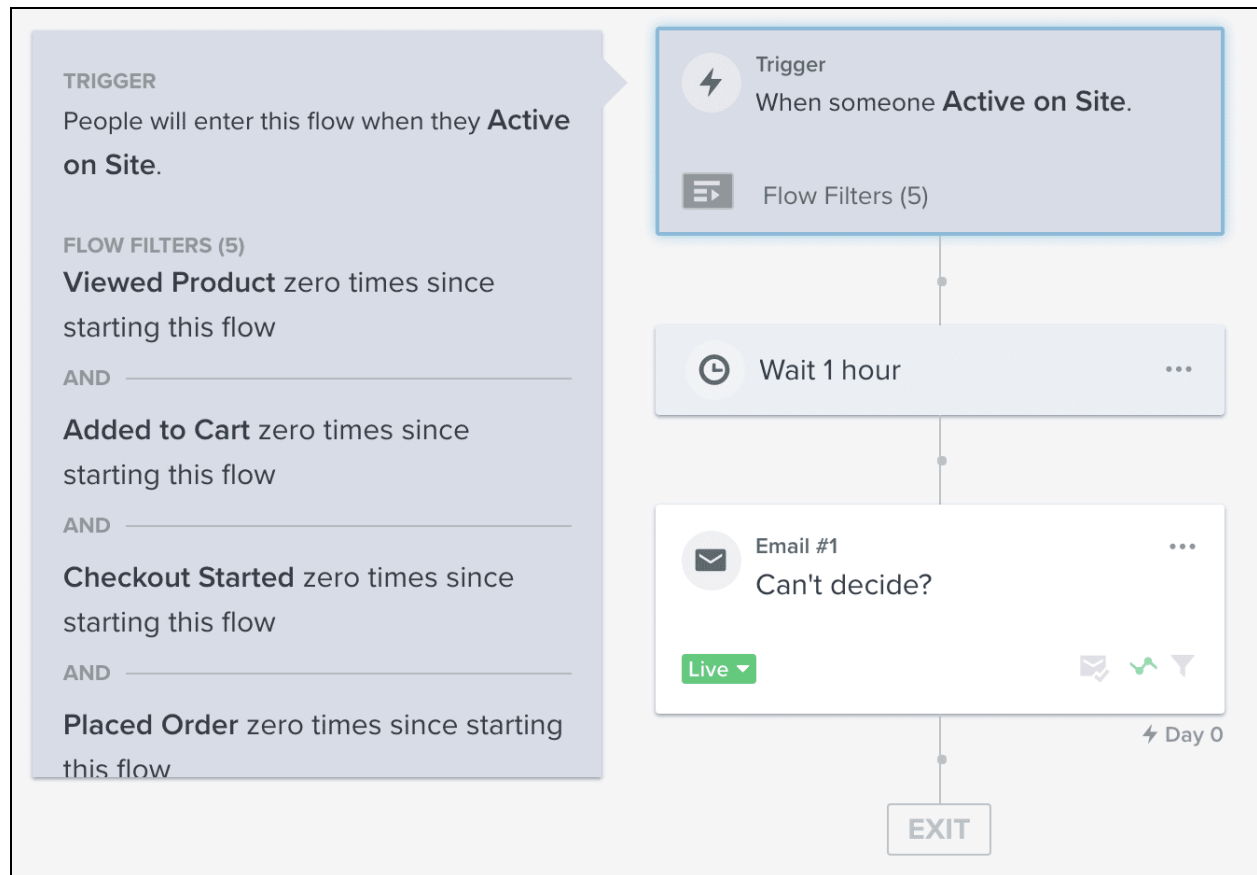 TRIGGER
People will enter this flow when they Active
on Site.
FLOW FILTERS (5)
Viewed Product zero times since
starting this flow
AND
Added to Cart zero times since
starting this flow
AND
Checkout Started zero times since
starting this flow
AND
Placed Order zero times since starting
this flow
Trigger
When someone Active on Site.
Flow Filters (5)
Wait 1 hour
Email #1
Can't decide?
Live
Day 0
EXIT